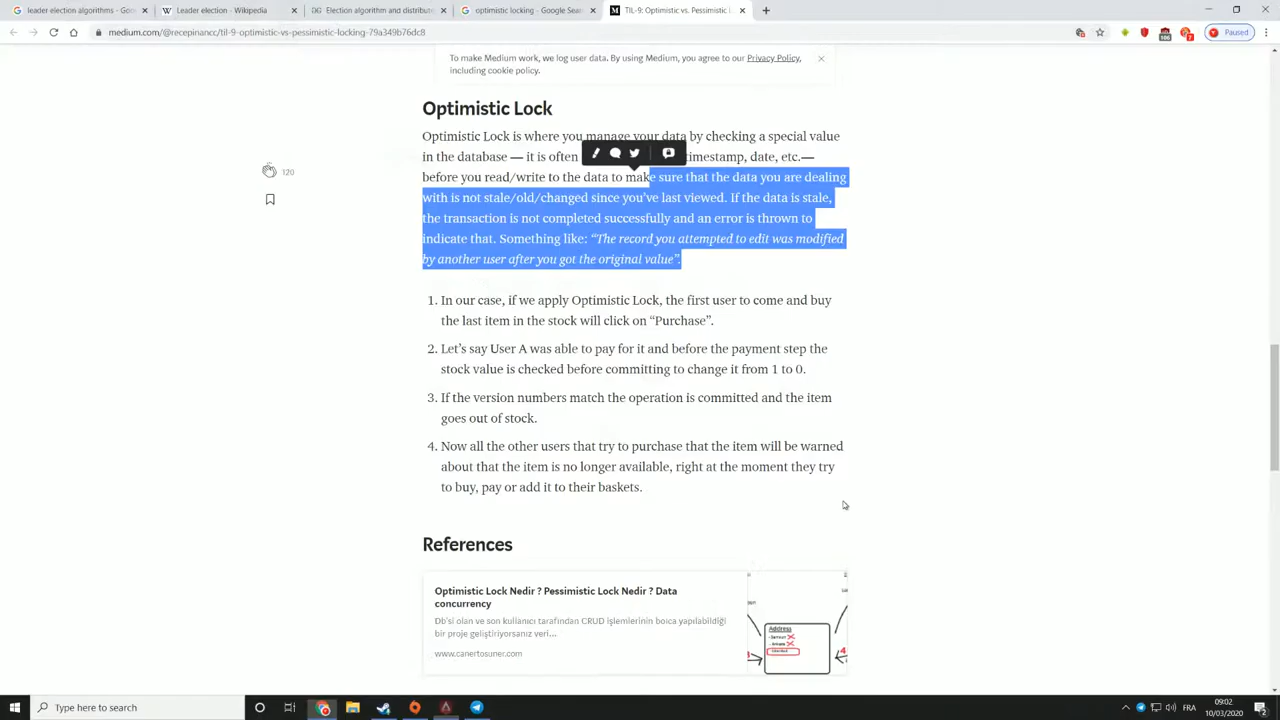 leader election algorithms - Goo
Leader election - Wikipedia
Election algorithm and distribute
optimistic locking - Google Sear
TIL-9: Optimistic vs. Pessimistic l
medium.com/@recepinancc/til-9-optimistic-vs-pessimistic-locking-79a349b76dc8
Paused
To make Medium work, we log user data. By using Medium, you agree to our Privacy Policy,
including cookie policy.
Optimistic Lock
Optimistic Lock is where you manage your data by checking a special value
in the database — it is often timestamp, date, etc.—
before you read/write to the data to make sure that the data you are dealing
with is not stale/old/changed since you've last viewed. If the data is stale,
the transaction is not completed successfully and an error is thrown to
indicate that. Something like: “The record you attempted to edit was modified
by another user after you got the original value”.
120
1. In our case, if we apply Optimistic Lock, the first user to come and buy
the last item in the stock will click on “Purchase”.
2. Let’s say User A was able to pay for it and before the payment step the
stock value is checked before committing to change it from 1 to 0.
3. If the version numbers match the operation is committed and the item
goes out of stock.
4. Now all the other users that try to purchase that the item will be warned
about that the item is no longer available, right at the moment they try
to buy, pay or add it to their baskets.
References
Optimistic Lock Nedir ? Pessimistic Lock Nedir ? Data
concurrency
Db'si olan ve son kullanıcı tarafından CRUD işlemlerinin bolca yapılabildiği
bir proje geliştiriyorsanız veri...
www.canertosuner.com
Address
Type here to search
FRA
09:02
10/03/2020